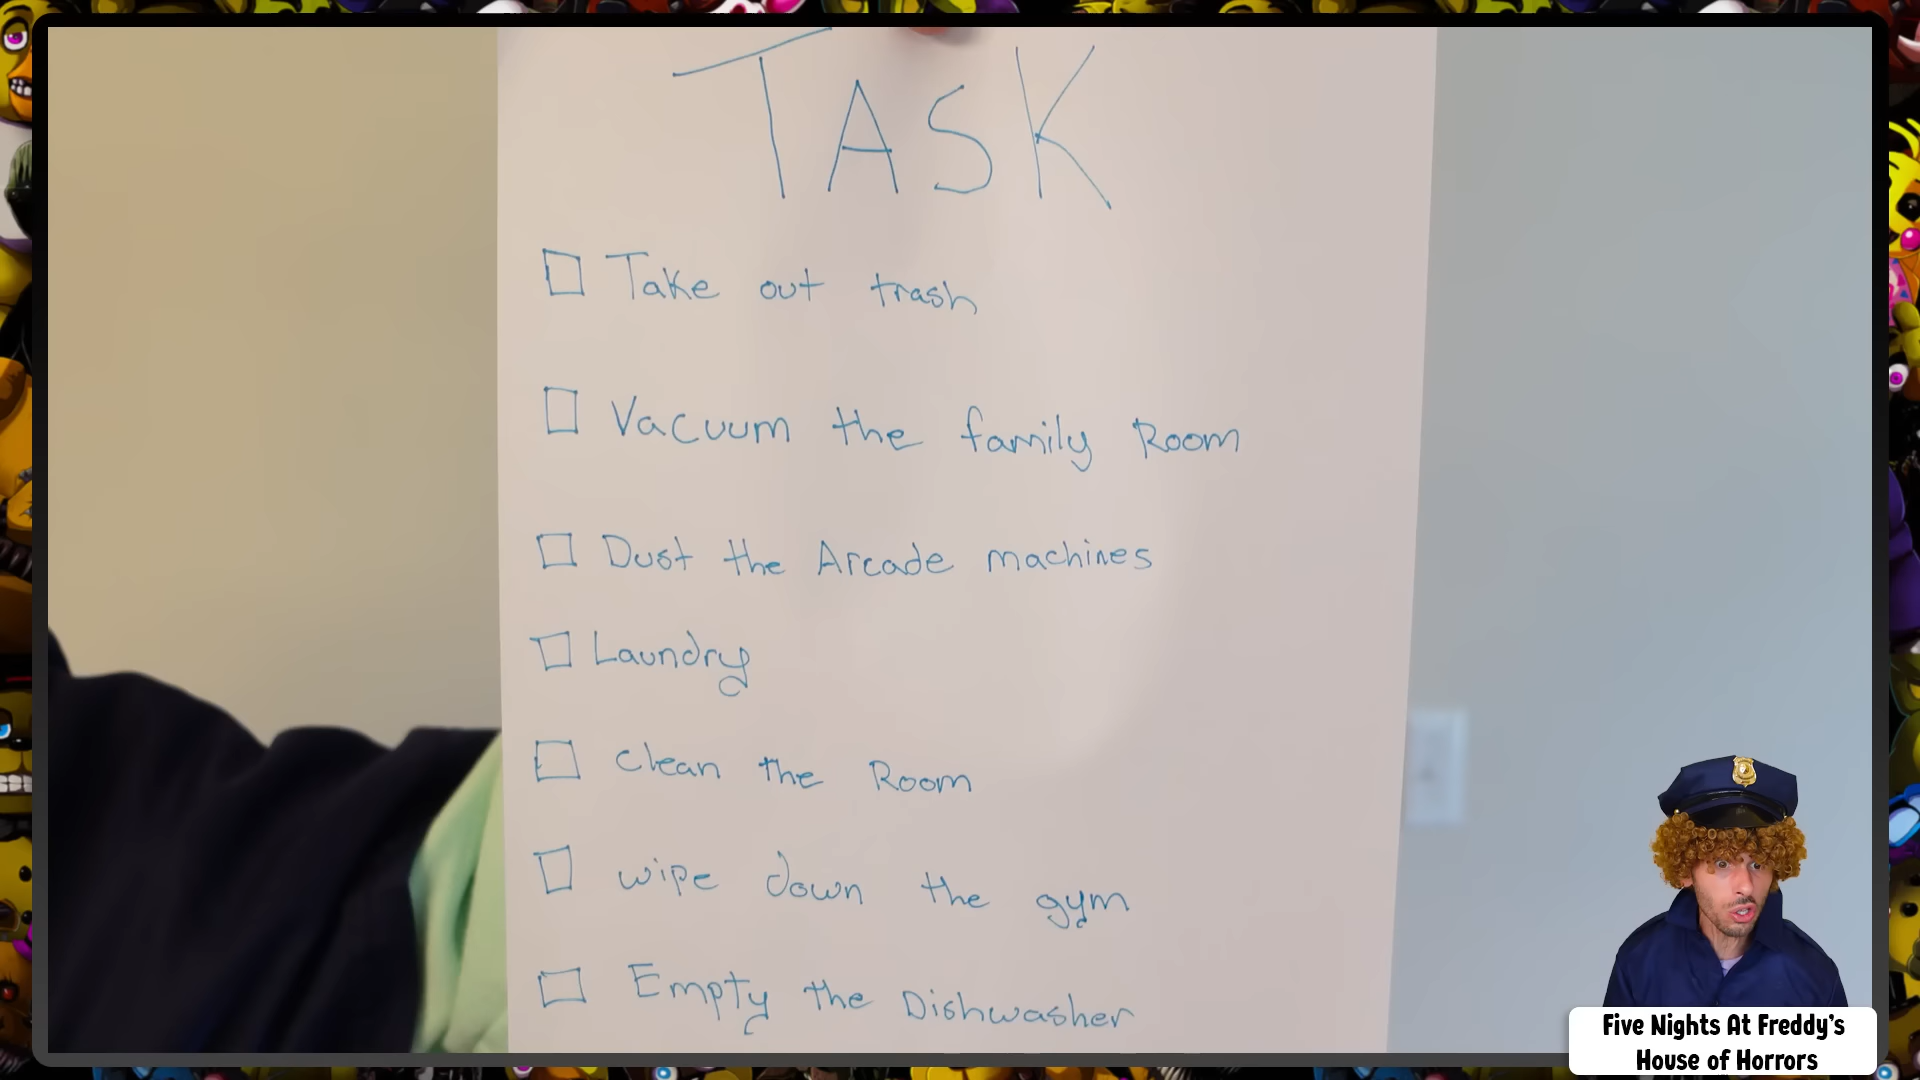 TASK
Take out trash
Vacuum the family Room
Dust the Arcade machines
Laundry
Clean the Room
wipe down the gym
Empty the Dishwasher
Five Nights At Freddy's
House of Horrors